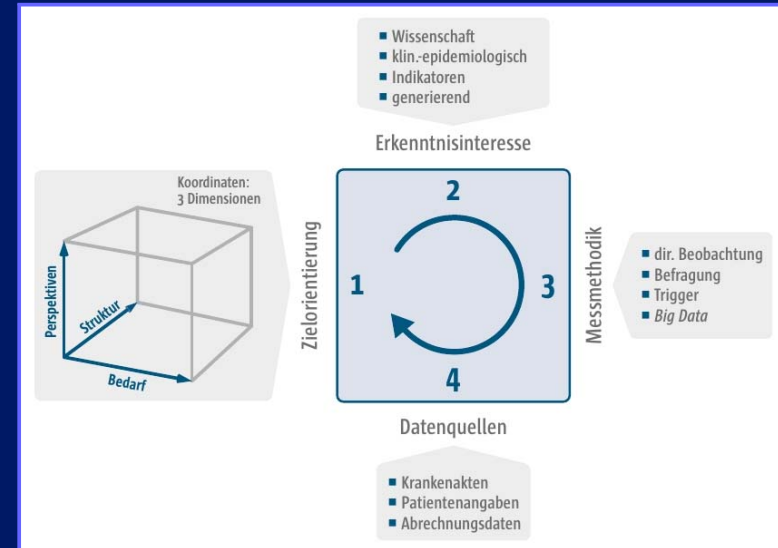 ■ Wissenschaft
■ klin.-epidemiologisch
■ Indikatoren
■ generierend
Erkenntnisinteresse
Koordinaten:
3 Dimensionen
Perspektiven
Struktur
Bedarf
Zielorientierung
1
2
3
4
Messmethodik
■ dir. Beobachtung
■ Befragung
■ Trigger
■ Big Data
Datenquellen
■ Krankenakten
■ Patientenangaben
■ Abrechnungsdaten